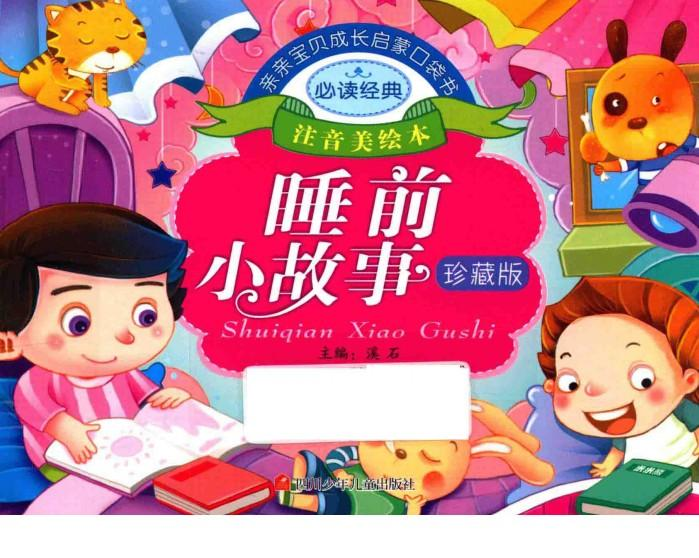 亲亲宝贝成长启蒙口袋书
必读经典
注音美绘本
睡前
小故事
珍藏版
Shuiqian Xiao Gushi
主编：溪石
四川少年儿童出版社